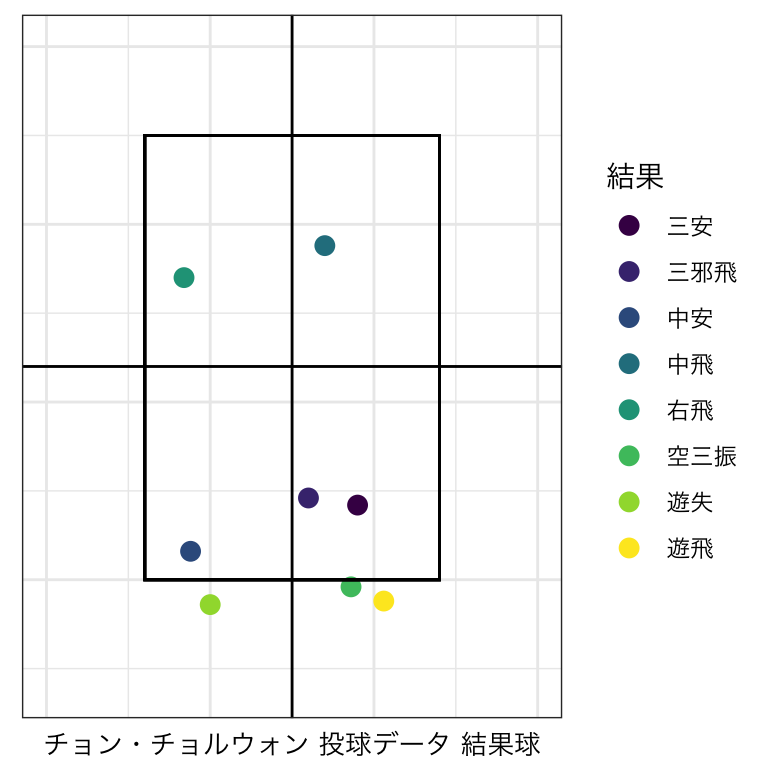 結果
三安
三邪飛
中安
中飛
右飛
空三振
遊失
遊飛
チョン・チョルウォン 投球データ 結果球